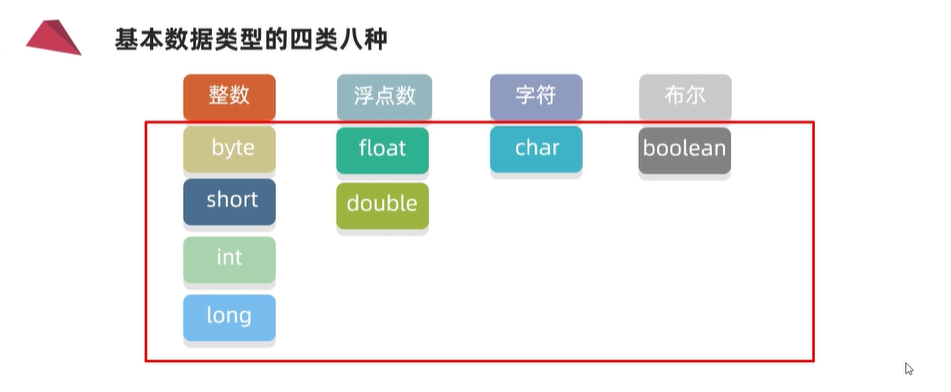 基本数据类型的四类八种
整数 浮点数 字符 布尔
byte float char boolean
short double
int
long